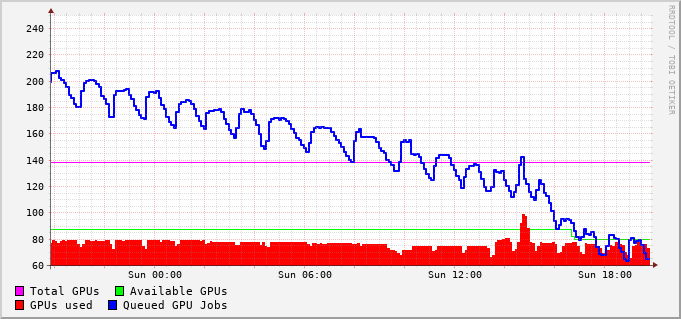 RRDTOOL / TOBI OETIKER
240
220
200
180
160
140
120
100
80
60
Sun 00:00 Sun 06:00 Sun 12:00 Sun 18:00
Total GPUs Available GPUs
GPUs used Queued GPU Jobs